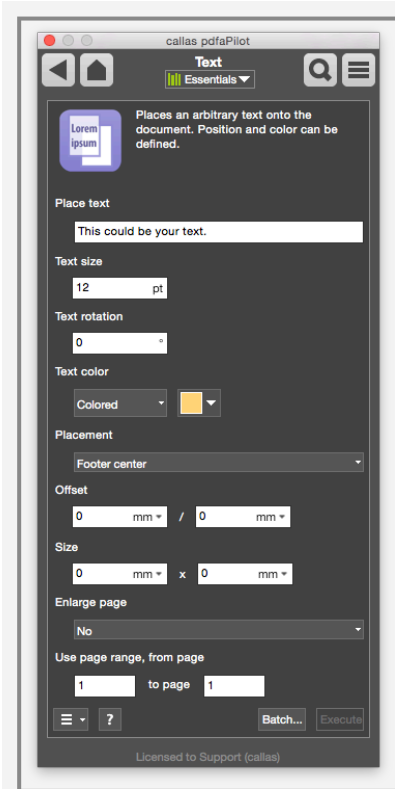 callas pdfaPilot
Text
Essentials
Lorem
ipsum
Places an arbitrary text onto the
document. Position and color can be
defined.
Place text
This could be your text.
Text size
12 pt
Text rotation
0 °
Text color
Colored
Placement
Footer center
Offset
0 mm / 0 mm
Size
0 mm x 0 mm
Enlarge page
No
Use page range, from page
1 to page 1
? Batch... Execute
Licensed to Support (callas)